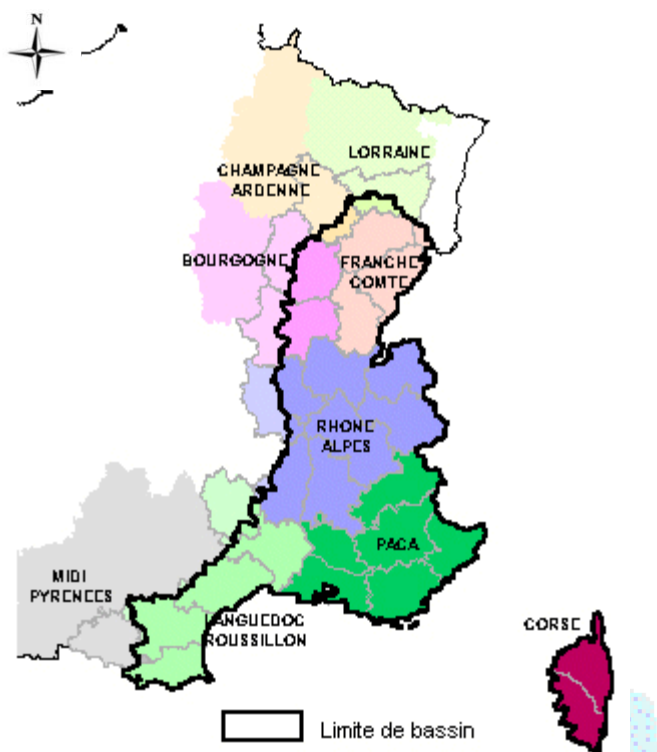 N
LORRAINE
CHAMPAGNE
ARDENNE
BOURGOGNE
FRANCHE
COMTE
RHONE
ALPES
PACA
MIDI
PYRENEES
LANGUEDOC
ROUSSILLON
CORSE
Limite de bassin